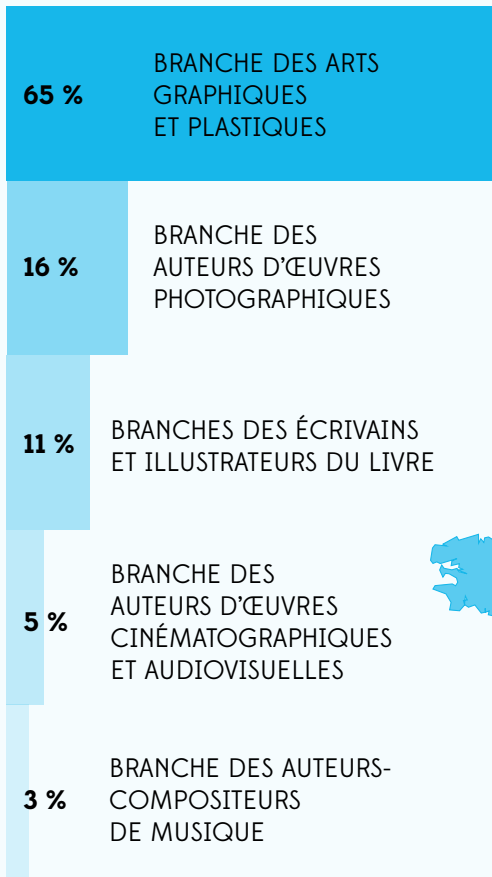 65 %
BRANCHE DES ARTS
GRAPHIQUES
ET PLASTIQUES
16 %
BRANCHE DES
AUTEURS D'ŒUVRES
PHOTOGRAPHIQUES
11 %
BRANCHES DES ÉCRIVAINS
ET ILLUSTRATEURS DU LIVRE
5 %
BRANCHE DES
AUTEURS D'ŒUVRES
CINÉMATOGRAPHIQUES
ET AUDIOVISUELLES
3 %
BRANCHE DES AUTEURS-
COMPOSITEURS
DE MUSIQUE